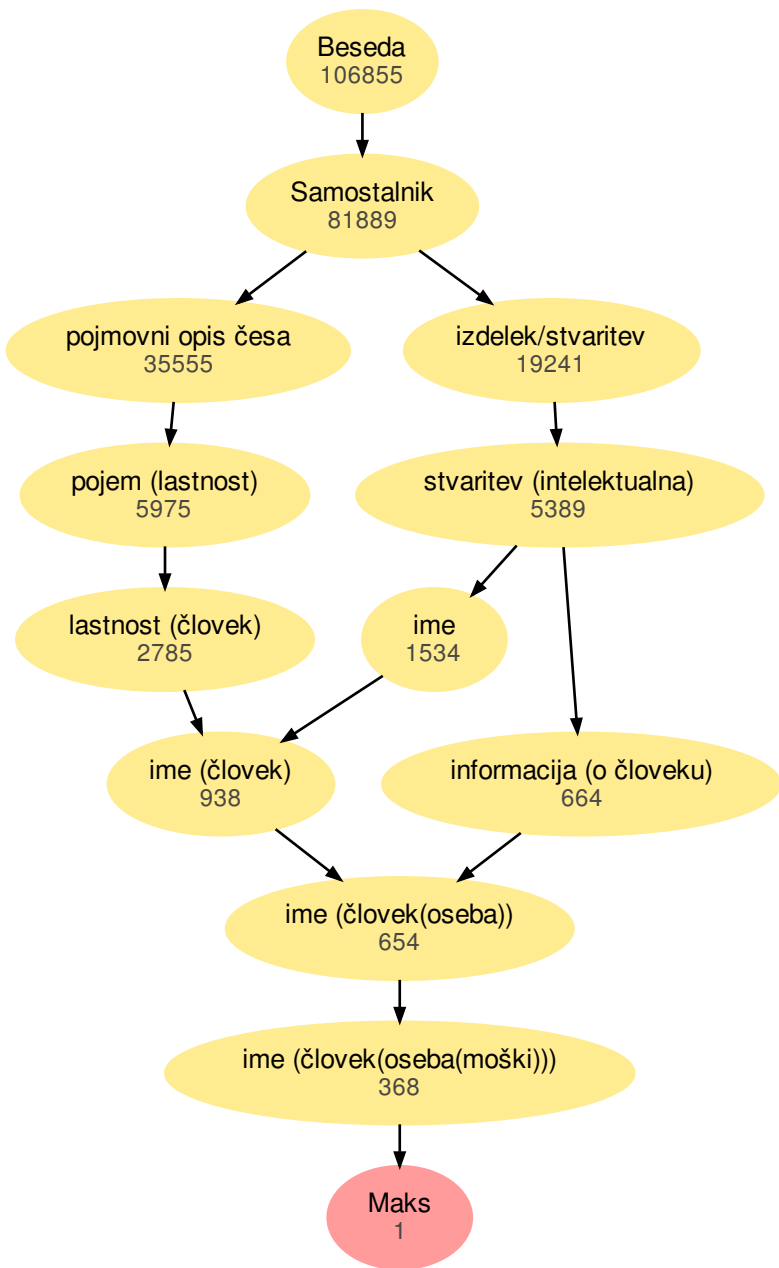 Beseda
106855
Samostalnik
81889
pojmovni opis česa
35555
izdelek/stvaritev
19241
pojem (lastnost)
5975
stvaritev (intelektualna)
5389
lastnost (človek)
2785
ime
1534
ime (človek)
938
informacija (o človeku)
664
ime (človek(oseba))
654
ime (človek(oseba(moški)))
368
Maks
1